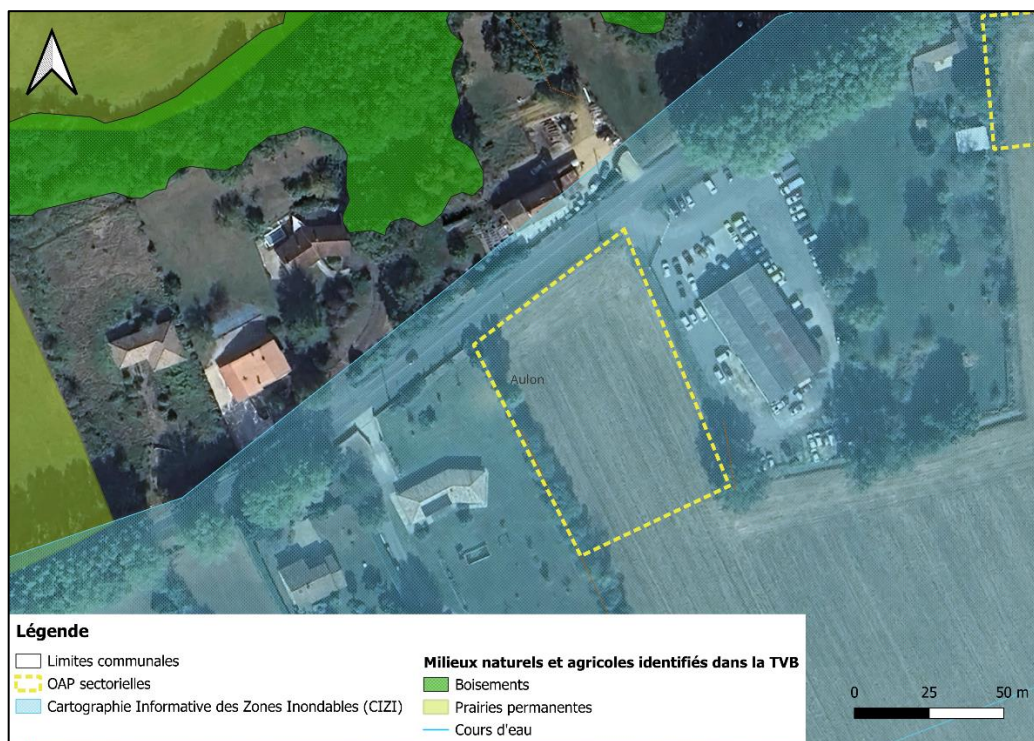 Aulon
Légende
Limites communales
OAP sectorielles
Cartographie Informative des Zones Inondables (CIZI)
Milieux naturels et agricoles identifiés dans la TVB
Boisements
Prairies permanentes
Cours d'eau
0 25 50 m